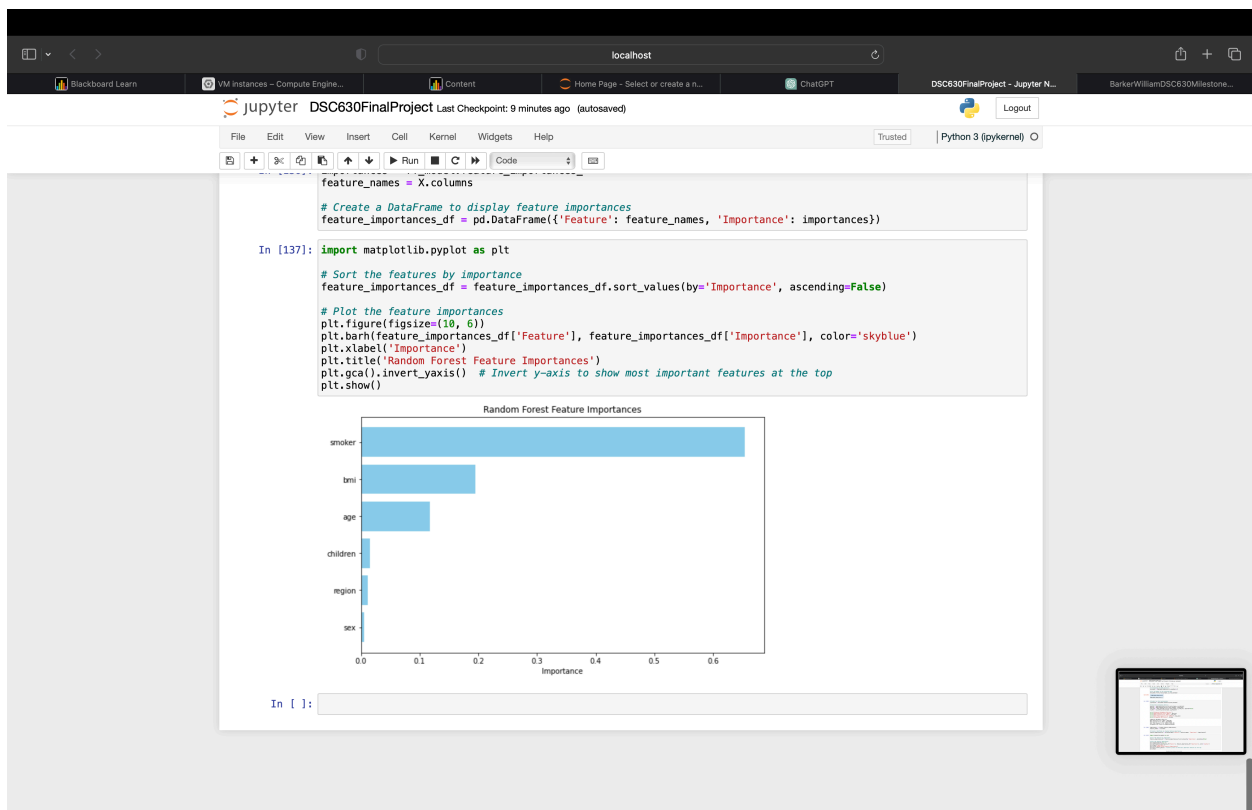 localhost
Blackboard Learn
VM instances – Compute Engine...
Content
Home Page - Select or create a n...
ChatGPT
DSC630FinalProject - Jupyter N...
BarkerWilliamDSC630Milestone...
jupyter DSC630FinalProject Last Checkpoint: 9 minutes ago (autosaved)
Logout
File Edit View Insert Cell Kernel Widgets Help
Trusted
Python 3 (ipykernel)
Run
Code
feature_names = X.columns
# Create a DataFrame to display feature importances
feature_importances_df = pd.DataFrame({'Feature': feature_names, 'Importance': importances})
In [137]: import matplotlib.pyplot as plt
# Sort the features by importance
feature_importances_df = feature_importances_df.sort_values(by='Importance', ascending=False)
# Plot the feature importances
plt.figure(figsize=(10, 6))
plt.barh(feature_importances_df['Feature'], feature_importances_df['Importance'], color='skyblue')
plt.xlabel('Importance')
plt.title('Random Forest Feature Importances')
plt.gca().invert_yaxis() # Invert y-axis to show most important features at the top
plt.show()
Random Forest Feature Importances
smoker
bmi
age
children
region
sex
0.0 0.1 0.2 0.3 0.4 0.5 0.6
Importance
In [ ]: